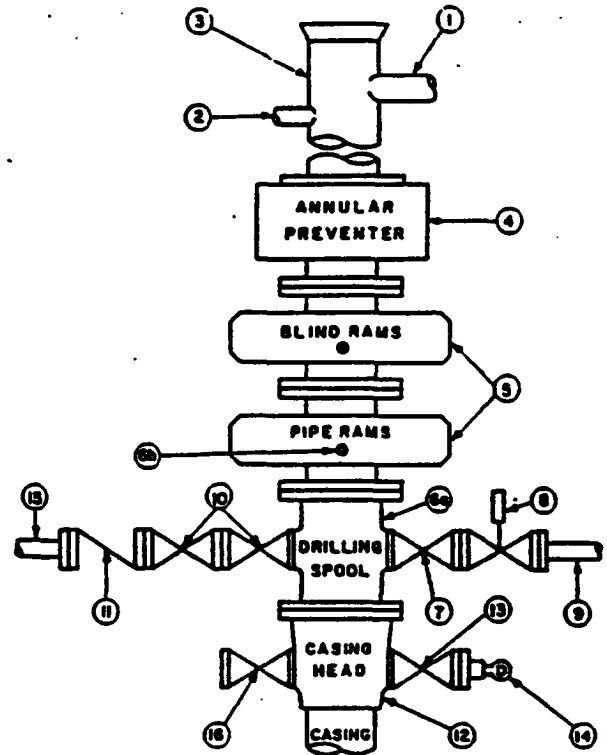 3
1
2
ANNULAR
PREVENTER
4
BLIND RAMS
5
PIPE RAMS
6b
15
10
6a
8
DRILLING
SPOOL
11
7
13
9
CASING
HEAD
16
12
14
CASING